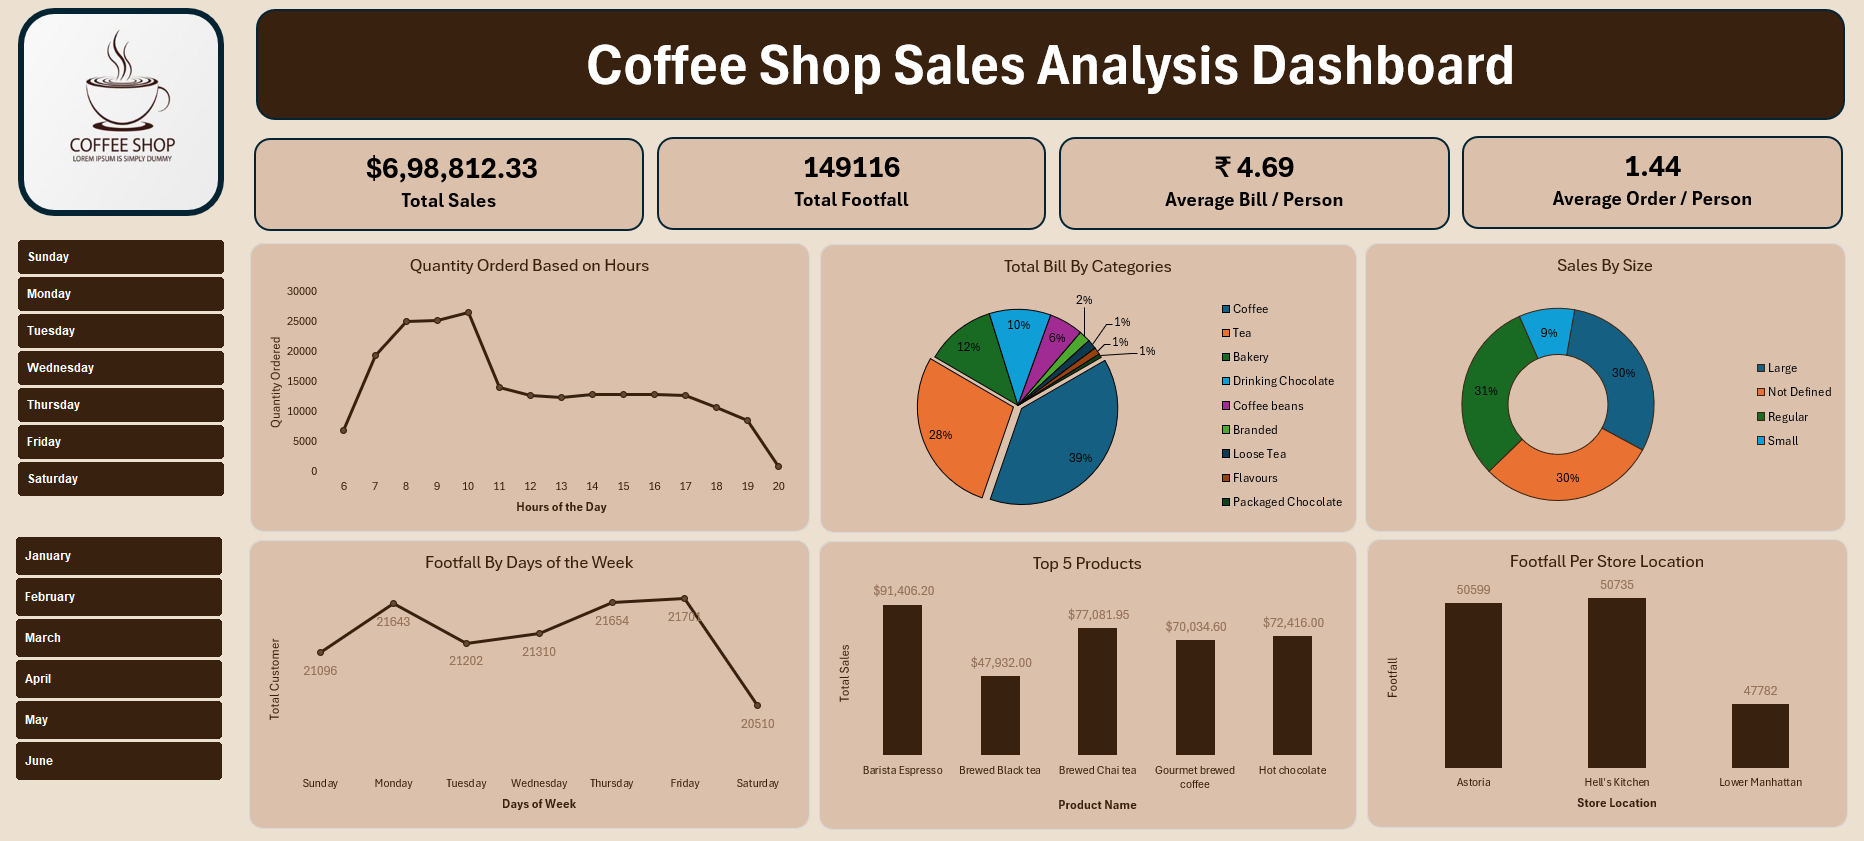 COFFEE SHOP
LOREM IPSUM IS SIMPLY DUMMY
Coffee Shop Sales Analysis Dashboard
$6,98,812.33
Total Sales
149116
Total Footfall
₹ 4.69
Average Bill / Person
1.44
Average Order / Person
Sunday
Monday
Tuesday
Wednesday
Thursday
Friday
Saturday
January
February
March
April
May
June
Quantity Orderd Based on Hours
Quantity Ordered
30000
25000
20000
15000
10000
5000
0
6 7 8 9 10 11 12 13 14 15 16 17 18 19 20
Hours of the Day
Total Bill By Categories
2%
1%
1%
1%
10%
6%
12%
28%
39%
Coffee
Tea
Bakery
Drinking Chocolate
Coffee beans
Branded
Loose Tea
Flavours
Packaged Chocolate
Sales By Size
9%
30%
31%
30%
Large
Not Defined
Regular
Small
Footfall By Days of the Week
Total Customer
21096
21643
21202
21310
21654
21701
20510
Sunday Monday Tuesday Wednesday Thursday Friday Saturday
Days of Week
Top 5 Products
Total Sales
$91,406.20
$47,932.00
$77,081.95
$70,034.60
$72,416.00
Barista Espresso
Brewed Black tea
Brewed Chai tea
Gourmet brewed
coffee
Hot chocolate
Product Name
Footfall Per Store Location
Footfall
50599
50735
47782
Astoria
Hell's Kitchen
Lower Manhattan
Store Location